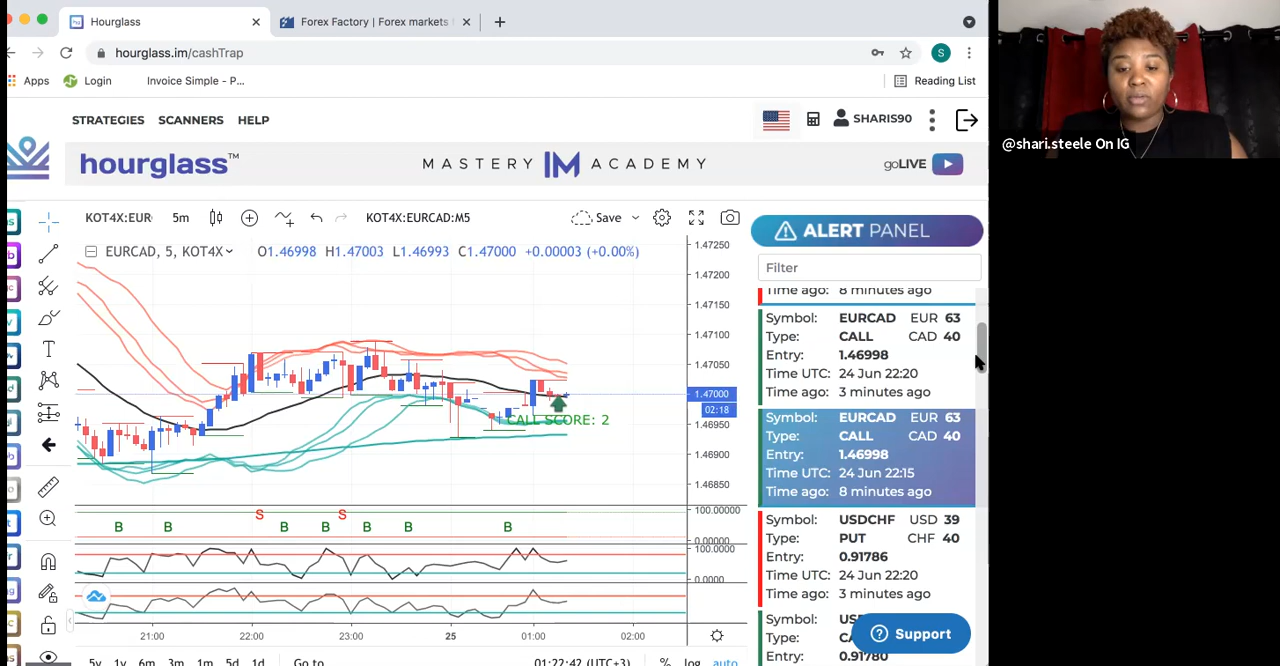 Hourglass
Forex Factory | Forex markets
hourglass.im/cashTrap
S
Apps
Login
Invoice Simple - P...
Reading List
STRATEGIES SCANNERS HELP
SHARIS90
hourglass™
MASTERY IM ACADEMY
goLIVE
KOT4X:EUR 5m KOT4X:EURCAD:M5 Save
EURCAD, 5, KOT4X O1.46998 H1.47003 L1.46993 C1.47000 +0.00003 (+0.00%)
1.47250
1.47200
1.47150
1.47100
1.47050
1.47000
02:18
1.46950
1.46900
1.46850
CALL SCORE: 2
100.00000
S S
B B B B B B B
0.00000
100.0000
0.0000
21:00 22:00 23:00 25 01:00 02:00
5y 1y 6m 3m 1m 5d 1d Go to 01:22:42 (UTC+3) % log auto
ALERT PANEL
Filter
Time ago: 8 minutes ago
Symbol: EURCAD EUR 63
Type: CALL CAD 40
Entry: 1.46998
Time UTC: 24 Jun 22:20
Time ago: 3 minutes ago
Symbol: EURCAD EUR 63
Type: CALL CAD 40
Entry: 1.46998
Time UTC: 24 Jun 22:15
Time ago: 8 minutes ago
Symbol: USDCHF USD 39
Type: PUT CHF 40
Entry: 0.91786
Time UTC: 24 Jun 22:20
Time ago: 3 minutes ago
Symbol:
Type:
Entry: 0.91780
Support
@shari.steele On IG